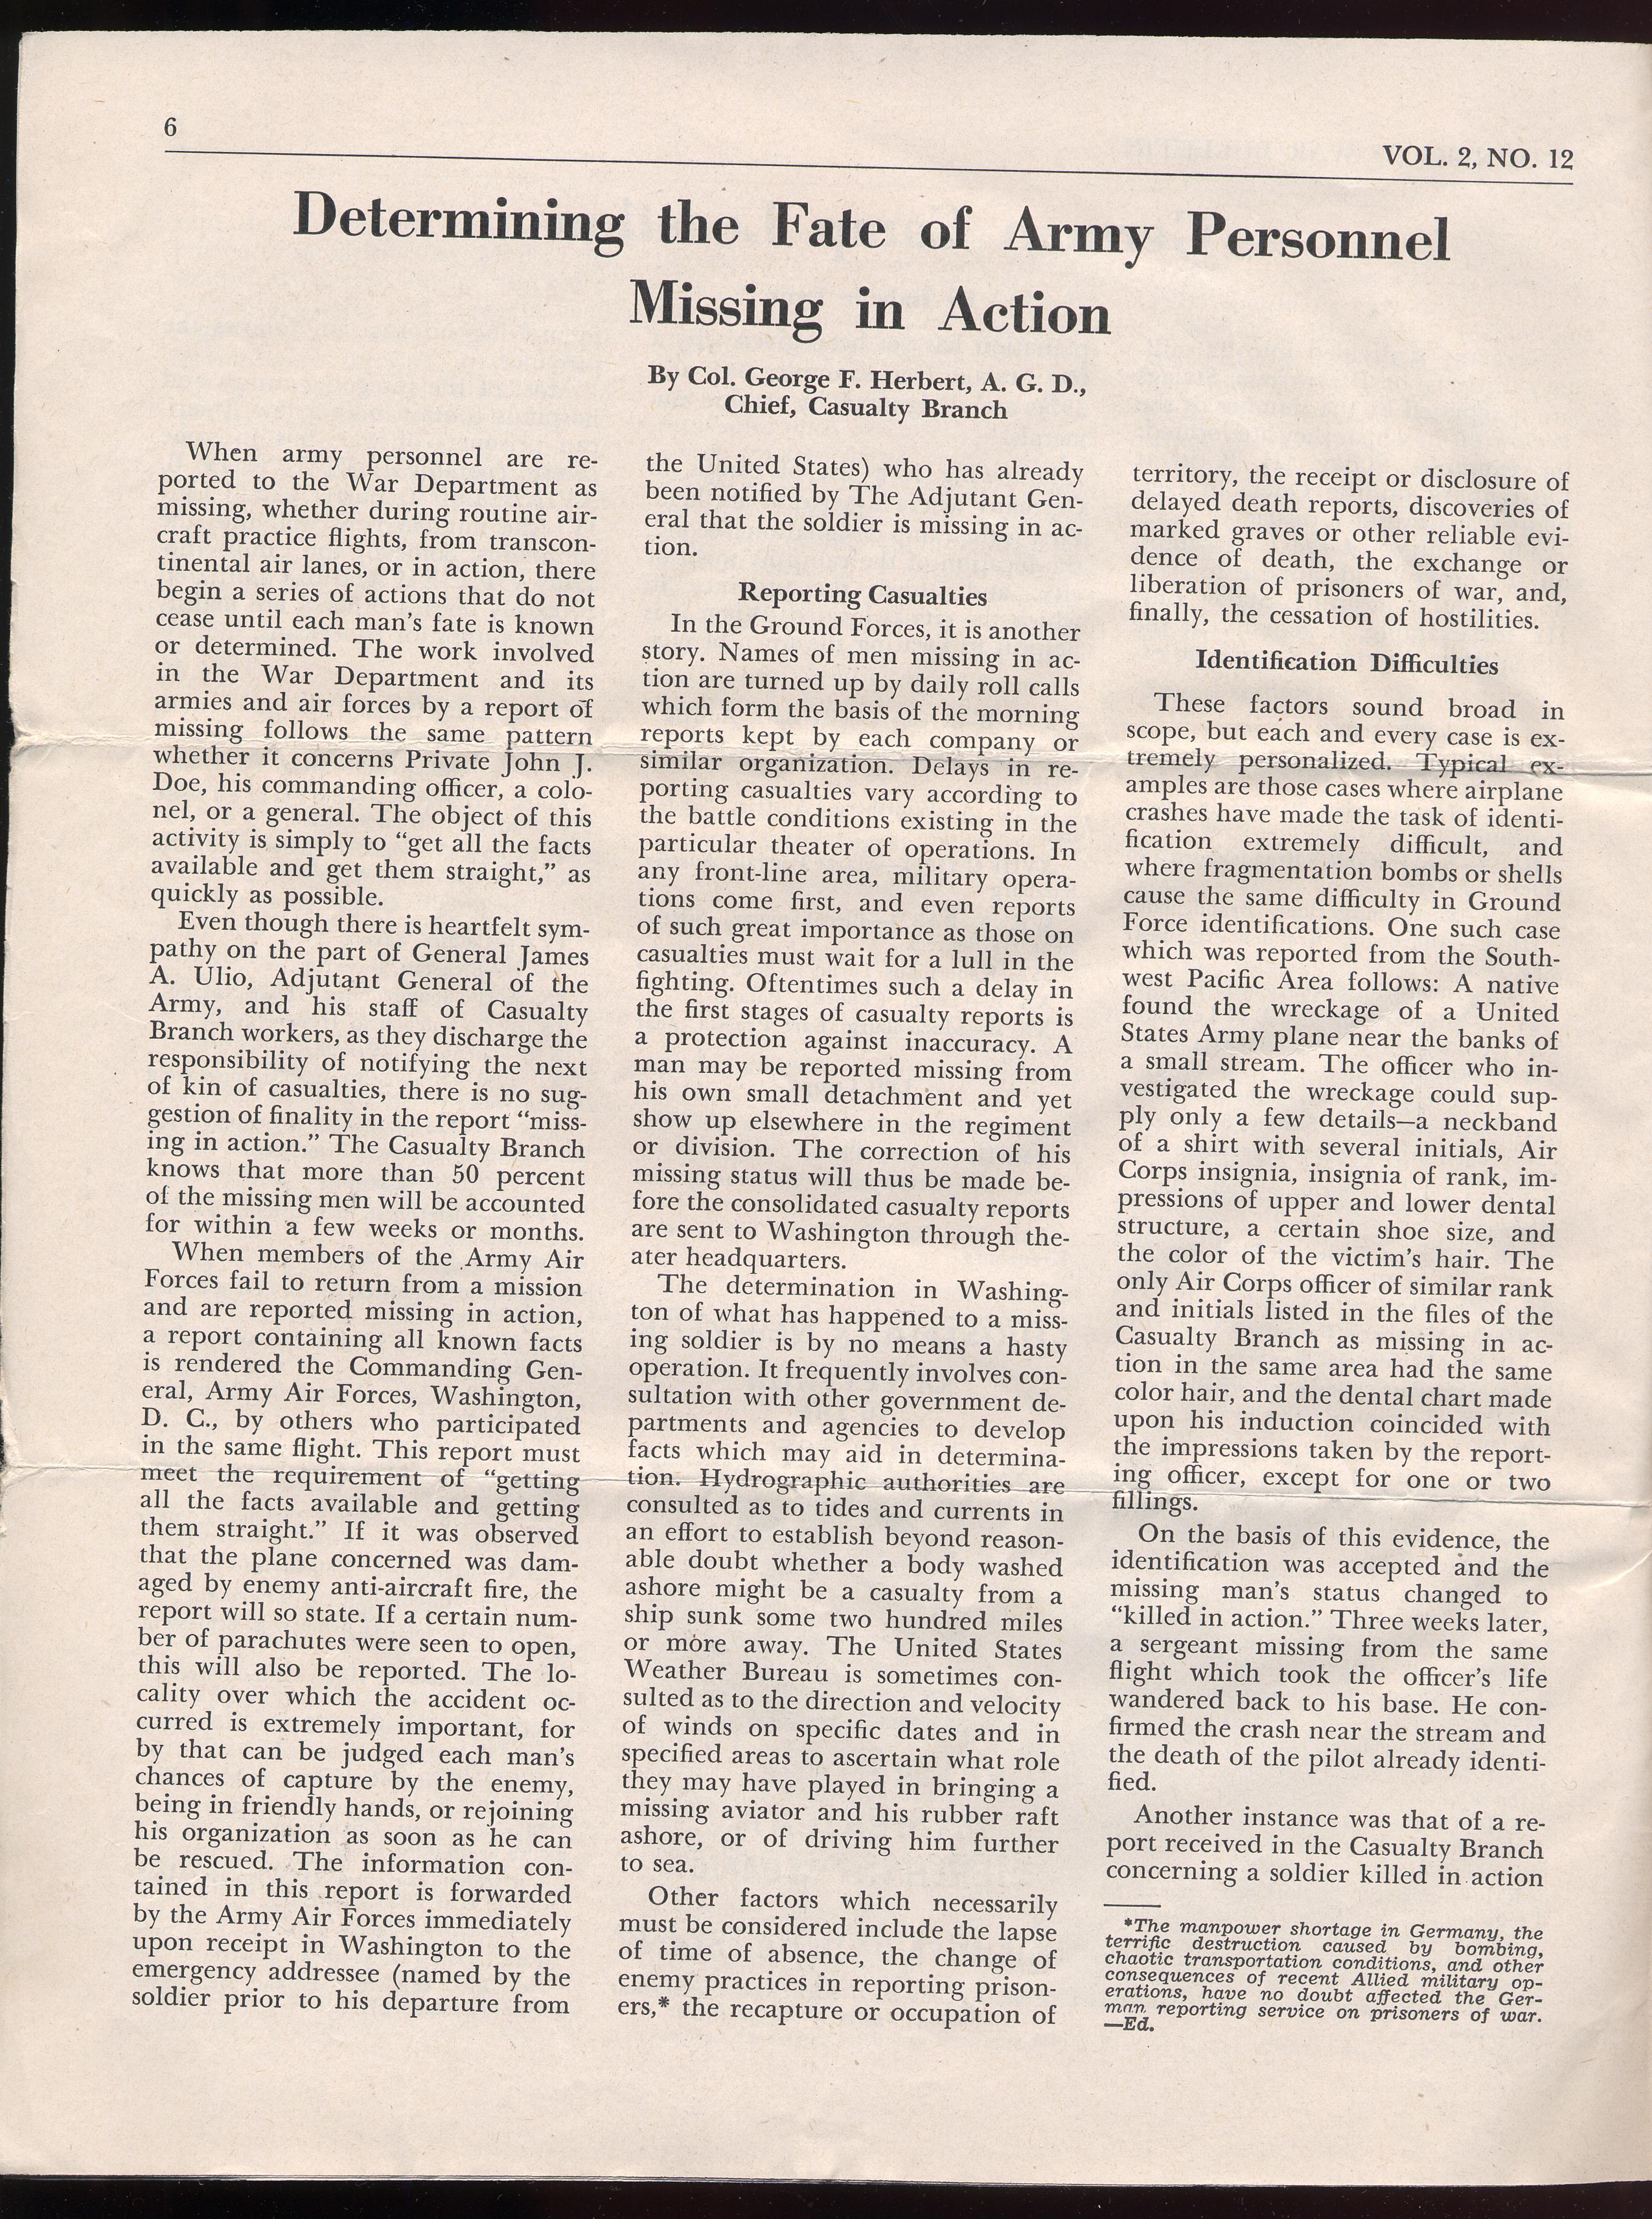 6
VOL. 2, NO. 12
Determining the Fate of Army Personnel
Missing in Action
By Col. George F. Herbert, A. G. D.,
Chief, Casualty Branch
When army personnel are re-
ported to the War Department as
missing, whether during routine air-
craft practice flights, from transcon-
tinental air lanes, or in action, there
begin a series of actions that do not
cease until each man's fate is known
or determined. The work involved
in the War Department and its
armies and air forces by a report of
missing follows the same pattern
whether it concerns Private John J.
Doe, his commanding officer, a colo-
nel, or a general. The object of this
activity is simply to "get all the facts
available and get them straight," as
quickly as possible.
Even though there is heartfelt sym-
pathy on the part of General James
A. Ulio, Adjutant General of the
Army, and his staff of Casualty
Branch workers, as they discharge the
responsibility of notifying the next
of kin of casualties, there is no sug-
gestion of finality in the report "miss-
ing in action." The Casualty Branch
knows that more than 50 percent
of the missing men will be accounted
for within a few weeks or months.
When members of the Army Air
Forces fail to return from a mission
and are reported missing in action,
a report containing all known facts
is rendered the Commanding Gen-
eral, Army Air Forces, Washington,
D. C., by others who participated
in the same flight. This report must
meet the requirement of "getting
all the facts available and getting
them straight." If it was observed
that the plane concerned was dam-
aged by enemy anti-aircraft fire, the
report will so state. If a certain num-
ber of parachutes were seen to open,
this will also be reported. The lo-
cality over which the accident oc-
curred is extremely important, for
by that can be judged each man's
chances of capture by the enemy,
being in friendly hands, or rejoining
his organization as soon as he can
be rescued. The information con-
tained in this report is forwarded
by the Army Air Forces immediately
upon receipt in Washington to the
emergency addressee (named by the
soldier prior to his departure from
the United States) who has already
been notified by The Adjutant Gen-
eral that the soldier is missing in ac-
tion.
Reporting Casualties
In the Ground Forces, it is another
story. Names of men missing in ac-
tion are turned up by daily roll calls
which form the basis of the morning
reports kept by each company or
similar organization. Delays in re-
porting casualties vary according to
the battle conditions existing in the
particular theater of operations. In
any front-line area, military opera-
tions come first, and even reports
of such great importance as those on
casualties must wait for a lull in the
fighting. Oftentimes such a delay in
the first stages of casualty reports is
a protection against inaccuracy. A
man may be reported missing from
his own small detachment and yet
show up elsewhere in the regiment
or division. The correction of his
missing status will thus be made be-
fore the consolidated casualty reports
are sent to Washington through the-
ater headquarters.
The determination in Washing-
ton of what has happened to a miss-
ing soldier is by no means a hasty
operation. It frequently involves con-
sultation with other government de-
partments and agencies to develop
facts which may aid in determina-
tion. Hydrographic authorities are
consulted as to tides and currents in
an effort to establish beyond reason-
able doubt whether a body washed
ashore might be a casualty from a
ship sunk some two hundred miles
or more away. The United States
Weather Bureau is sometimes con-
sulted as to the direction and velocity
of winds on specific dates and in
specified areas to ascertain what role
they may have played in bringing a
missing aviator and his rubber raft
ashore, or of driving him further
to sea.
Other factors which necessarily
must be considered include the lapse
of time of absence, the change of
enemy practices in reporting prison-
ers,* the recapture or occupation of
territory, the receipt or disclosure of
delayed death reports, discoveries of
marked graves or other reliable evi-
dence of death, the exchange or
liberation of prisoners of war, and,
finally, the cessation of hostilities.
Identification Difficulties
These factors sound broad in
scope, but each and every case is ex-
tremely personalized. Typical ex-
amples are those cases where airplane
crashes have made the task of identi-
fication extremely difficult, and
where fragmentation bombs or shells
cause the same difficulty in Ground
Force identifications. One such case
which was reported from the South-
west Pacific Area follows: A native
found the wreckage of a United
States Army plane near the banks of
a small stream. The officer who in-
vestigated the wreckage could sup-
ply only a few details—a neckband
of a shirt with several initials, Air
Corps insignia, insignia of rank, im-
pressions of upper and lower dental
structure, a certain shoe size, and
the color of the victim's hair. The
only Air Corps officer of similar rank
and initials listed in the files of the
Casualty Branch as missing in ac-
tion in the same area had the same
color hair, and the dental chart made
upon his induction coincided with
the impressions taken by the report-
ing officer, except for one or two
fillings.
On the basis of this evidence, the
identification was accepted and the
missing man's status changed to
"killed in action." Three weeks later,
a sergeant missing from the same
flight which took the officer's life
wandered back to his base. He con-
firmed the crash near the stream and
the death of the pilot already identi-
fied.
Another instance was that of a re-
port received in the Casualty Branch
concerning a soldier killed in action
*The manpower shortage in Germany, the
terrific destruction caused by bombing,
chaotic transportation conditions, and other
consequences of recent Allied military op-
erations, have no doubt affected the Ger-
man reporting service on prisoners of war.
—Ed.